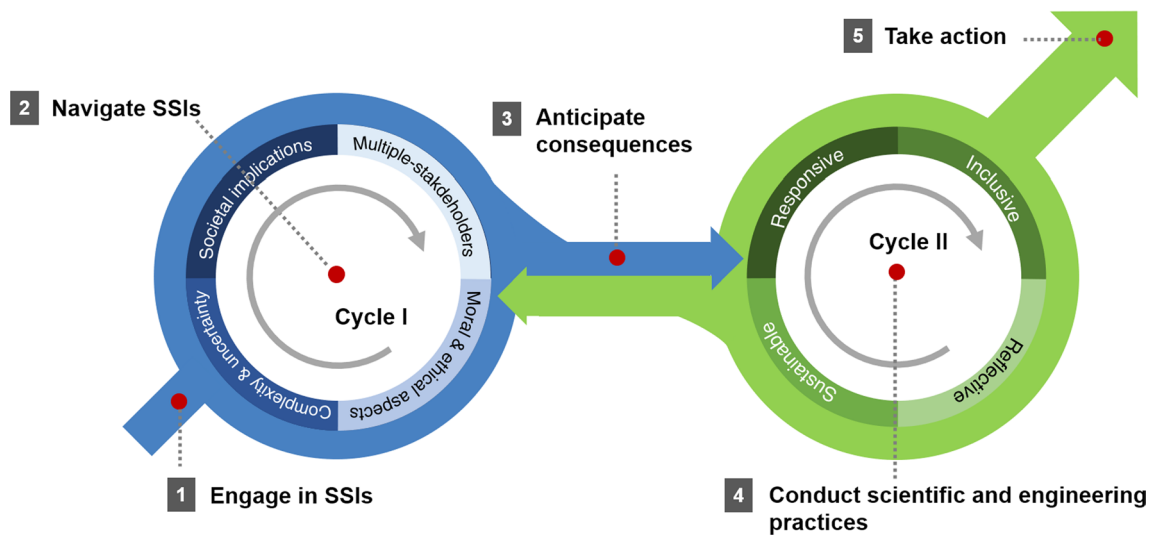 1 Engage in SSIs
2 Navigate SSIs
Cycle I
Societal implications
Multiple-stakdeholders
Moral & ethical aspects
Complexity & uncertainty
3 Anticipate
consequences
Cycle II
Responsive
Inclusive
Reflective
Sustainable
4 Conduct scientific and engineering
practices
5 Take action